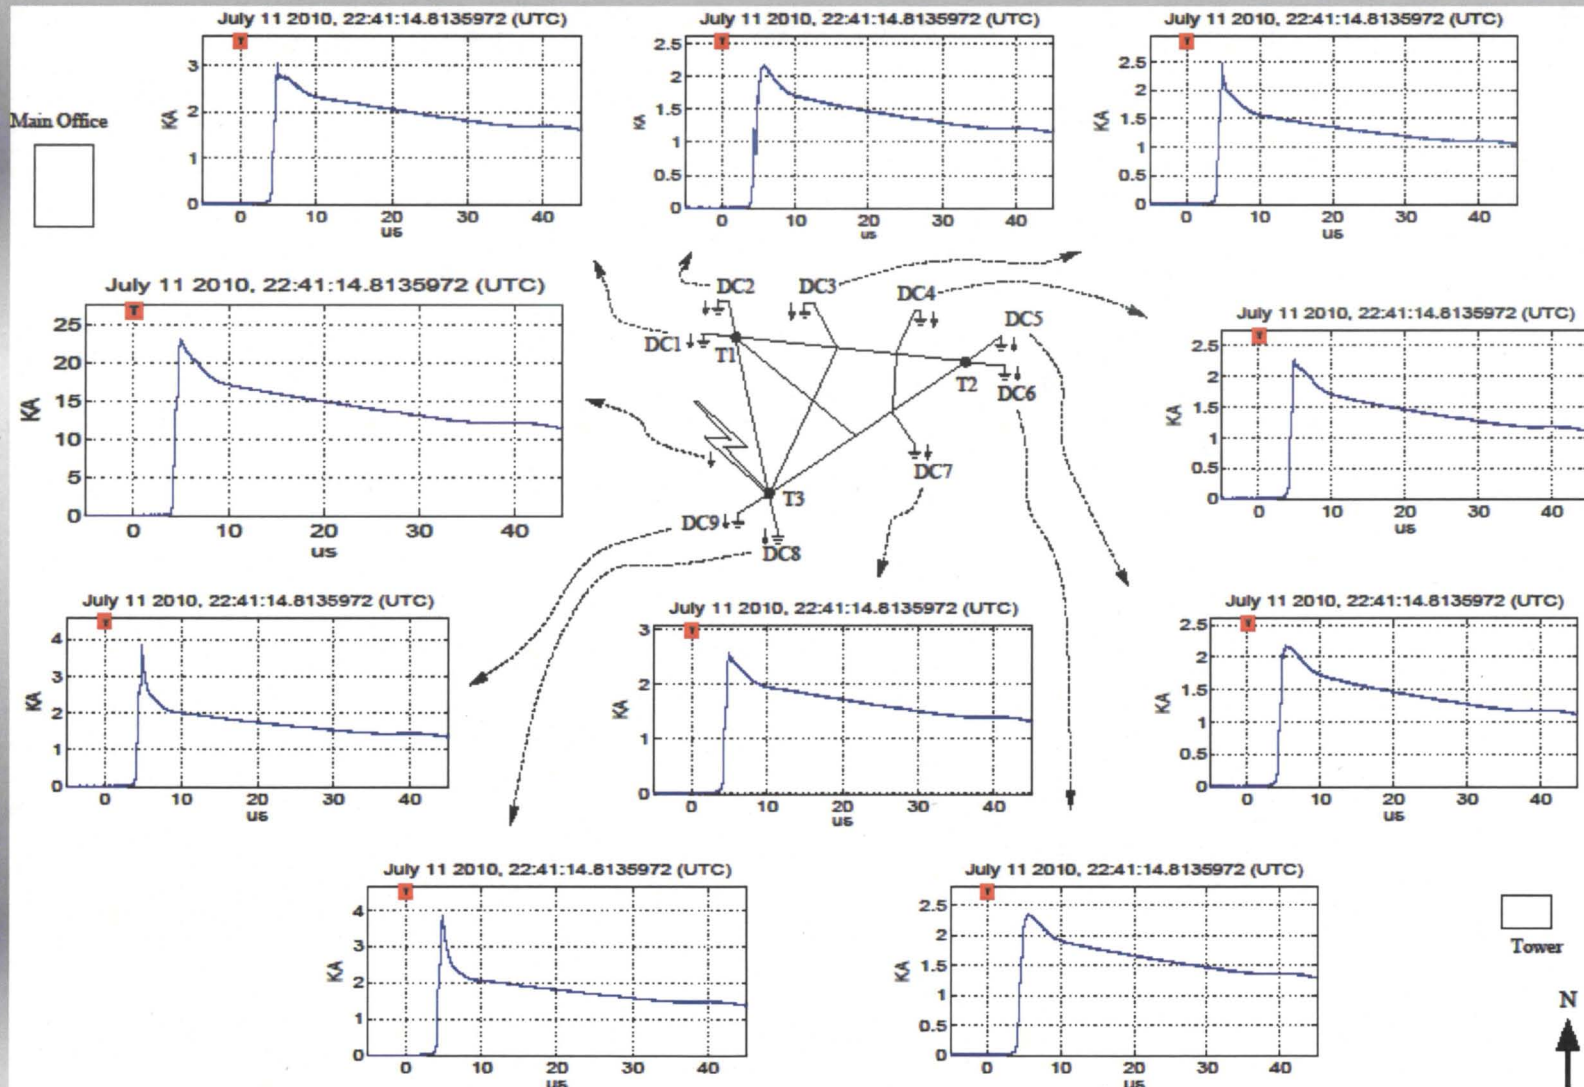 July 11 2010, 22:41:14.8135972 (UTC)
T
KA
3
2
1
0
0 10 20 30 40
us
July 11 2010, 22:41:14.8135972 (UTC)
T
KA
2.5
2
1.5
1
0.5
0
0 10 20 30 40
us
July 11 2010, 22:41:14.8135972 (UTC)
T
KA
2.5
2
1.5
1
0.5
0
0 10 20 30 40
us
Main Office
July 11 2010, 22:41:14.8135972 (UTC)
T
KA
25
20
15
10
5
0
0 10 20 30 40
us
DC2
DC3
DC4
DC5
DC1
T1
T2
DC6
DC7
T3
DC9
DC8
July 11 2010, 22:41:14.8135972 (UTC)
T
KA
2.5
2
1.5
1
0.5
0
0 10 20 30 40
us
July 11 2010, 22:41:14.8135972 (UTC)
T
KA
4
3
2
1
0
0 10 20 30 40
us
July 11 2010, 22:41:14.8135972 (UTC)
T
KA
3
2
1
0
0 10 20 30 40
us
July 11 2010, 22:41:14.8135972 (UTC)
T
KA
2.5
2
1.5
1
0.5
0
0 10 20 30 40
us
July 11 2010, 22:41:14.8135972 (UTC)
T
KA
4
3
2
1
0
0 10 20 30 40
us
July 11 2010, 22:41:14.8135972 (UTC)
T
KA
2.5
2
1.5
1
0.5
0
0 10 20 30 40
us
Tower
N